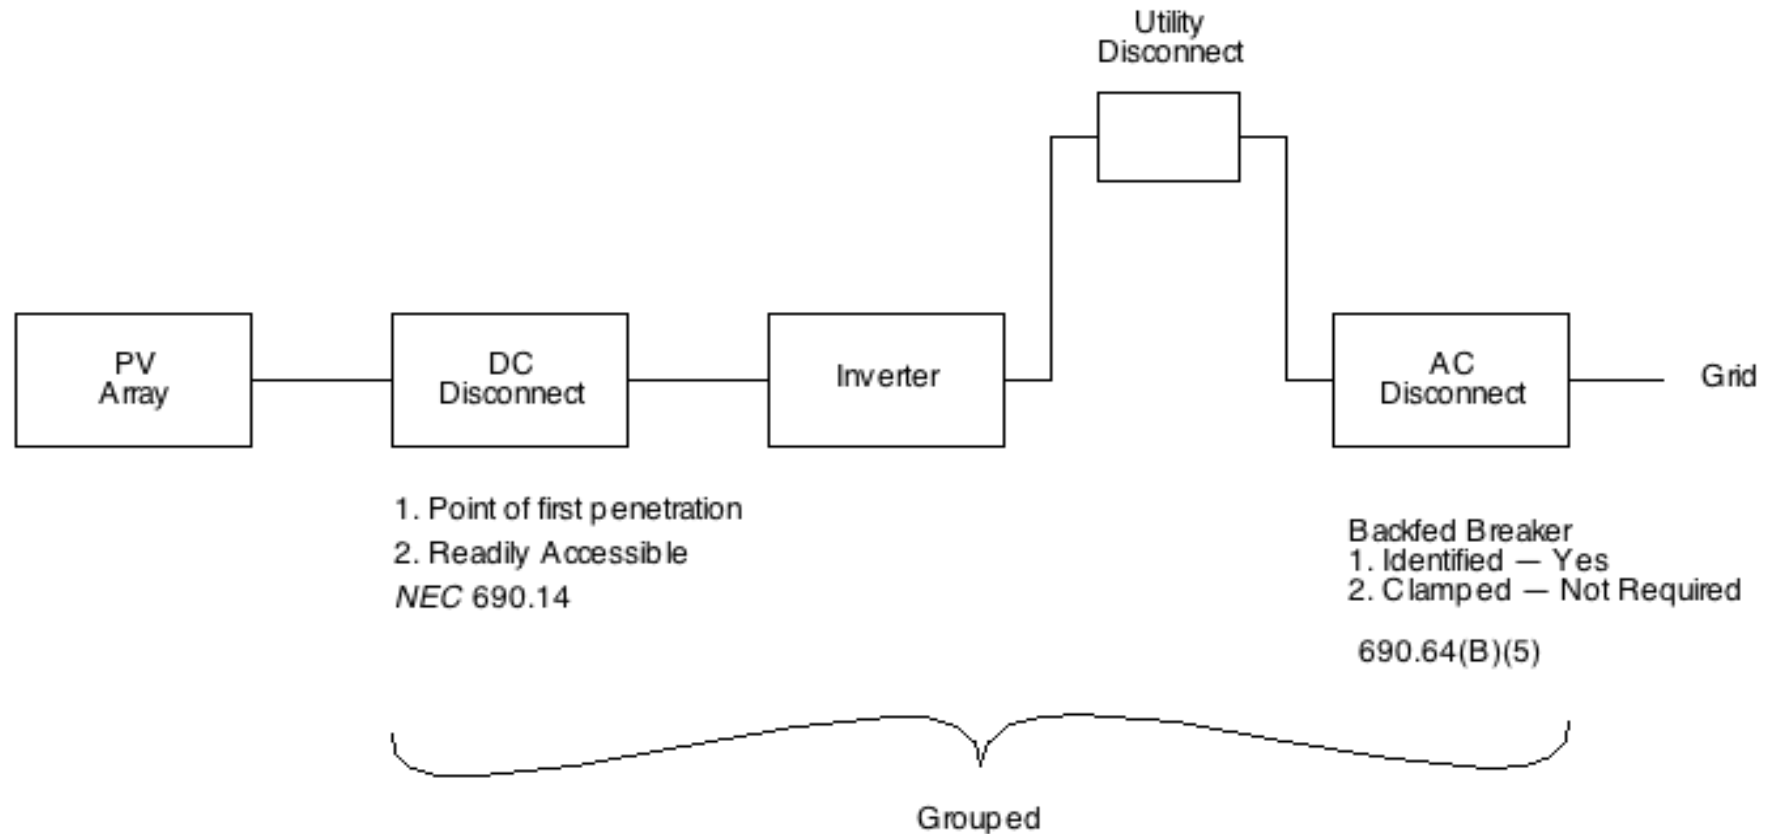 Utility
Disconnect
PV
Array
DC
Disconnect
Inverter
AC
Disconnect
Grid
1. Point of first penetration
2. Readily Accessible
NEC 690.14
Backfed Breaker
1. Identified — Yes
2. Clamped — Not Required
690.64(B)(5)
Grouped